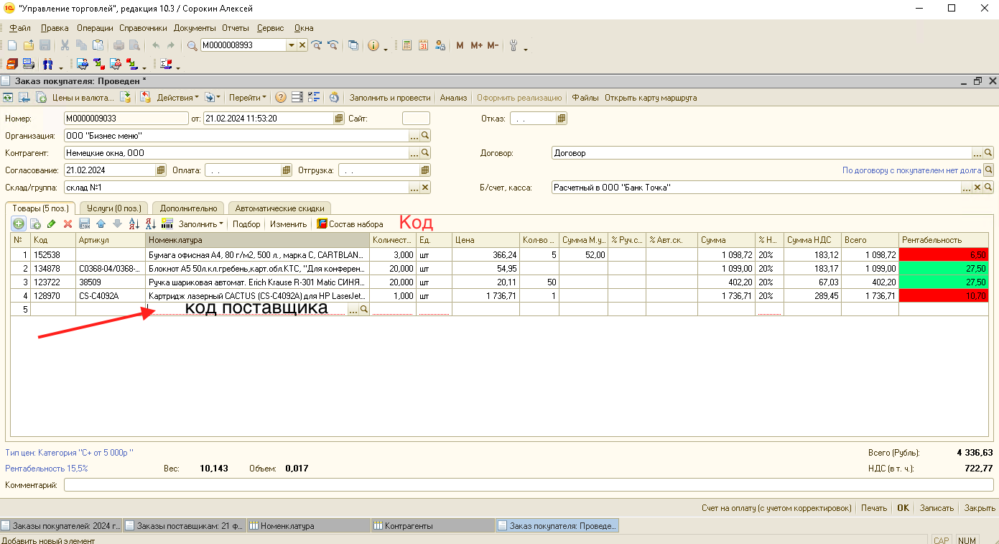 "Управление торговлей", редакция 10.3 / Сорокин Алексей
Файл Правка Операции Справочники Документы Отчеты Сервис Окна
М0000008993 М М+ М-
Заказ покупателя: Проведен *
Цены и валюта... Действия Перейти Заполнить и провести Анализ Оформить реализацию Файлы Открыть карту маршрута
Номер: М0000009033 от: 21.02.2024 11:53:20 Сайт: Отказ: . .
Организация: ООО "Бизнес меню"
Контрагент: Немецкие окна, ООО Договор: Договор
Согласование: 21.02.2024 Оплата: . . Отгрузка: . . По договору с покупателем нет долга
Склад/группа: склад №1 Б/счет, касса: Расчетный в ООО "Банк Точка"
Товары (5 поз.) Услуги (0 поз.) Дополнительно Автоматические скидки
Заполнить Подбор Изменить Состав набора Код
№ Код Артикул Номенклатура Количест... Ед. Цена Кол-во ... Сумма М.у... % Руч.с... % Авт.ск. Сумма % Н... Сумма НДС Всего Рентабельность
1 152538 Бумага офисная А4, 80 г/м2, 500 л., марка С, CARTBLAN... 3,000 шт 366,24 5 52,00 1 098,72 20% 183,12 1 098,72 6,50
2 134878 С0368-04/0368-... Блокнот А5 50л.кл.гребень,карт.обл.КТС, "Для конферен... 20,000 шт 54,95 1 099,00 20% 183,17 1 099,00 27,50
3 123722 38509 Ручка шариковая автомат. Erich Krause R-301 Matic СИНЯ... 20,000 шт 20,11 50 402,20 20% 67,03 402,20 27,50
4 128970 CS-C4092A Картридж лазерный CACTUS (CS-C4092A) для HP LaserJet... 1,000 шт 1 736,71 1 1 736,71 20% 289,45 1 736,71 10,70
5 код поставщика ...
Тип цен: Категория "С+ от 5 000р "
Всего (Рубль): 4 336,63
Рентабельность 15,5% Вес: 10,143 Объем: 0,017 НДС (в т. ч.): 722,77
Комментарий:
Счет на оплату (с учетом корректировок) Печать OK Записать Закрыть
Заказы покупателей: 2024 г... Заказы поставщикам: 21 ф... Номенклатура Контрагенты Заказ покупателя: Проведе...
Добавить новый элемент CAP NUM